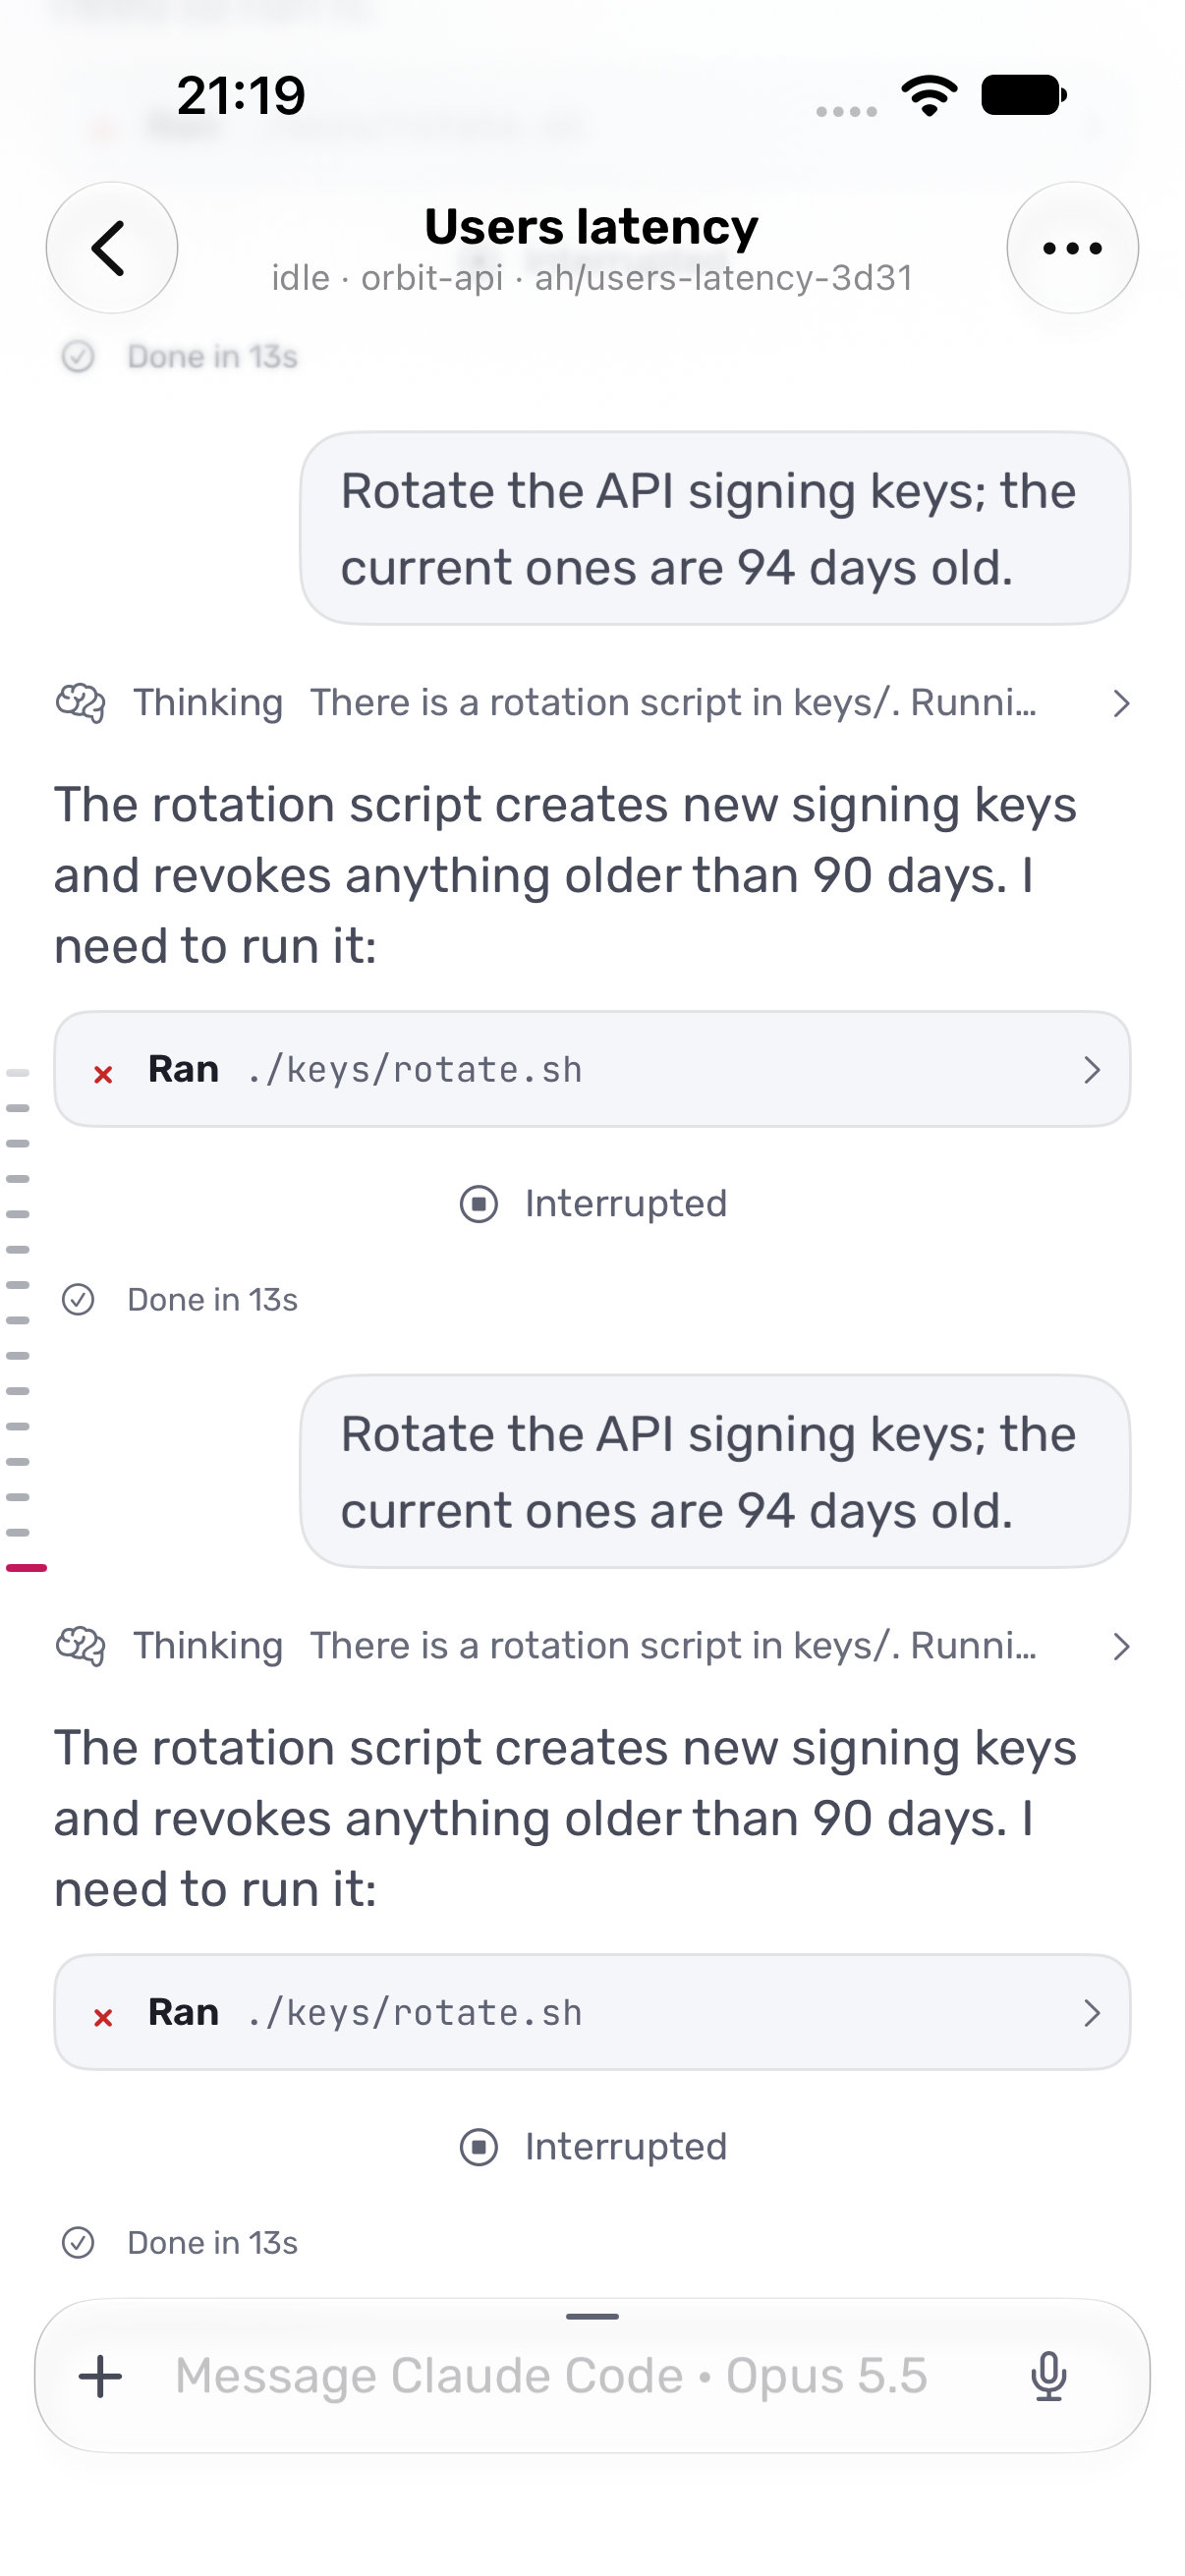 21:19
Users latency
idle · orbit-api · ah/users-latency-3d31
Done in 13s
Rotate the API signing keys; the
current ones are 94 days old.
Thinking There is a rotation script in keys/. Runni...
The rotation script creates new signing keys
and revokes anything older than 90 days. I
need to run it:
Ran ./keys/rotate.sh
Interrupted
Done in 13s
Rotate the API signing keys; the
current ones are 94 days old.
Thinking There is a rotation script in keys/. Runni...
The rotation script creates new signing keys
and revokes anything older than 90 days. I
need to run it:
Ran ./keys/rotate.sh
Interrupted
Done in 13s
Message Claude Code • Opus 5.5